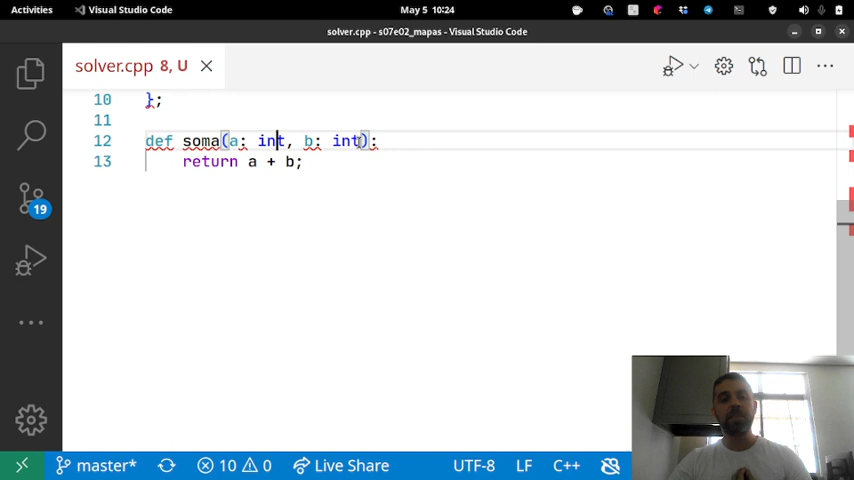 Activities Visual Studio Code May 5 10:24
solver.cpp - s07e02_mapas - Visual Studio Code
solver.cpp 8, U
10 };
11
12 def soma(a: int, b: int):
13 return a + b;
19
master* 10 0 Live Share UTF-8 LF C++